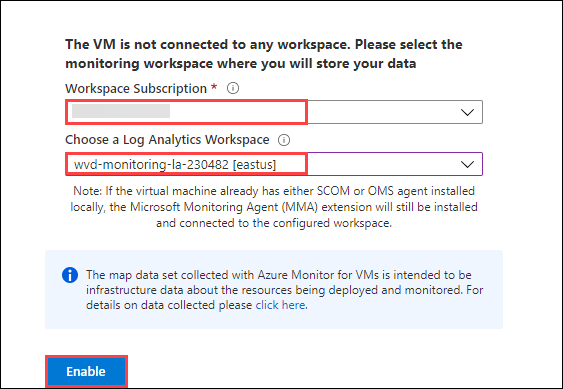 The VM is not connected to any workspace. Please select the
monitoring workspace where you will store your data
Workspace Subscription *
Choose a Log Analytics Workspace
wvd-monitoring-la-230482 [eastus]
Note: If the virtual machine already has either SCOM or OMS agent installed
locally, the Microsoft Monitoring Agent (MMA) extension will still be installed
and connected to the configured workspace.
The map data set collected with Azure Monitor for VMs is intended to be
infrastructure data about the resources being deployed and monitored. For
details on data collected please click here.
Enable